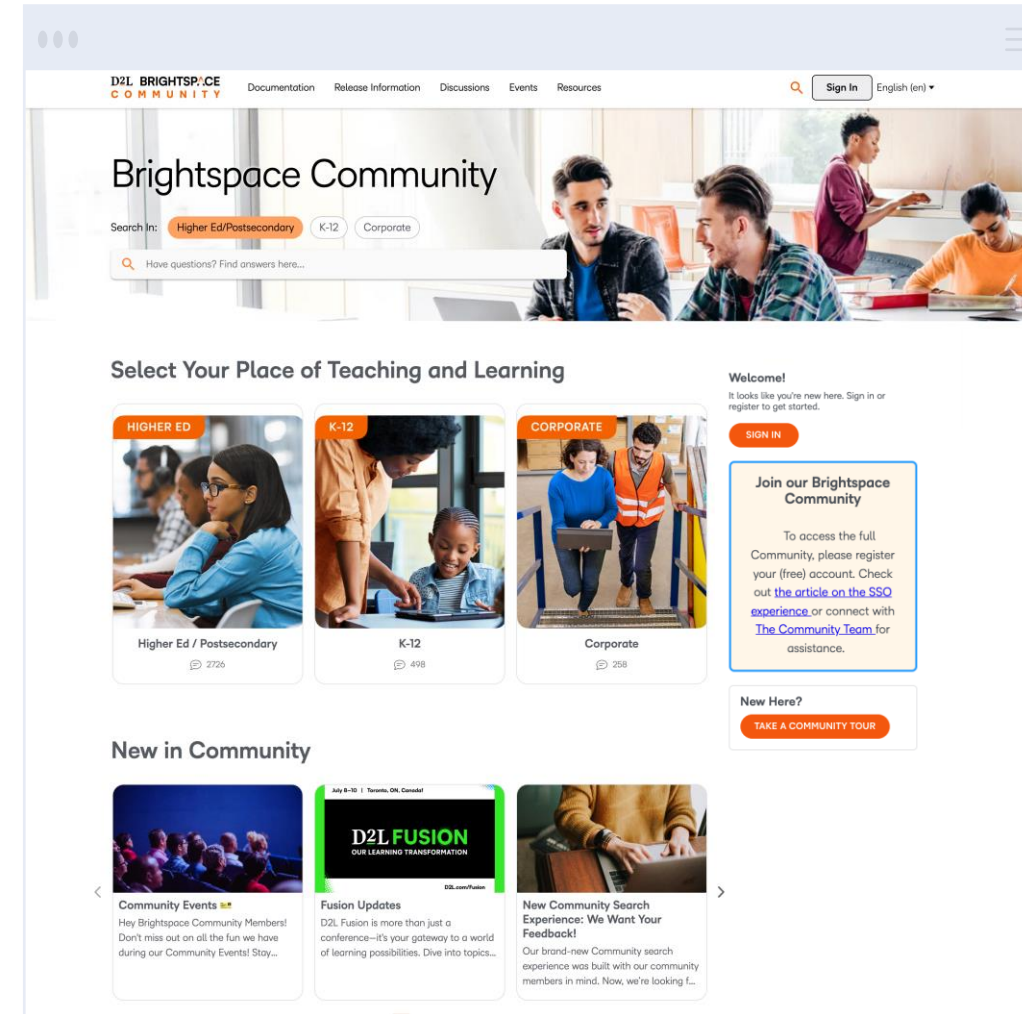 D2L BRIGHTSPACE
COMMUNITY
Documentation
Release Information
Discussions
Events
Resources
Sign In
English (en)
Brightspace Community
Search In:
Higher Ed/Postsecondary
K-12
Corporate
Have questions? Find answers here...
Select Your Place of Teaching and Learning
HIGHER ED
Higher Ed / Postsecondary
2726
K-12
K-12
498
CORPORATE
Corporate
258
Welcome!
It looks like you're new here. Sign in or
register to get started.
SIGN IN
Join our Brightspace
Community
To access the full
Community, please register
your (free) account. Check
out the article on the SSO
experience or connect with
The Community Team for
assistance.
New Here?
TAKE A COMMUNITY TOUR
New in Community
Community Events
Hey Brightspace Community Members!
Don't miss out on all the fun we have
during our Community Events! Stay...
July 8–10 | Toronto, ON, Canada!
D2L FUSION
OUR LEARNING TRANSFORMATION
D2L.com/Fusion
Fusion Updates
D2L Fusion is more than just a
conference—it's your gateway to a world
of learning possibilities. Dive into topics...
New Community Search
Experience: We Want Your
Feedback!
Our brand-new Community search
experience was built with our community
members in mind. Now, we're looking f...